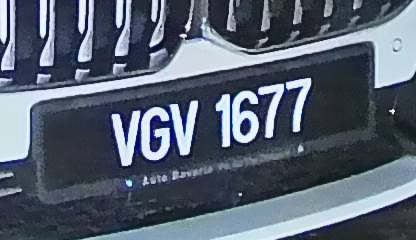 VGV 1677
Auto Bavaria